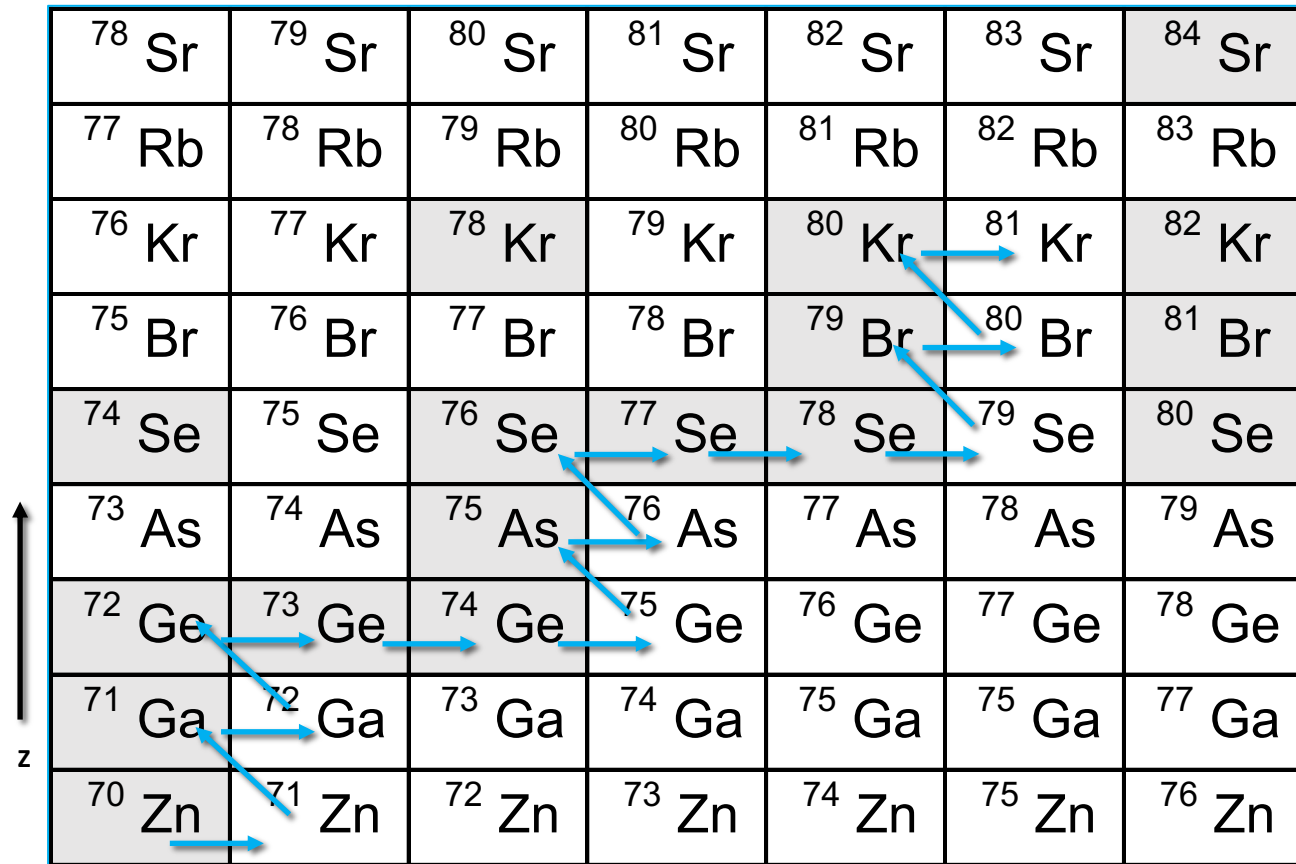 78 Sr 79 Sr 80 Sr 81 Sr 82 Sr 83 Sr 84 Sr
77 Rb 78 Rb 79 Rb 80 Rb 81 Rb 82 Rb 83 Rb
76 Kr 77 Kr 78 Kr 79 Kr 80 Kr 81 Kr 82 Kr
75 Br 76 Br 77 Br 78 Br 79 Br 80 Br 81 Br
74 Se 75 Se 76 Se 77 Se 78 Se 79 Se 80 Se
73 As 74 As 75 As 76 As 77 As 78 As 79 As
72 Ge 73 Ge 74 Ge 75 Ge 76 Ge 77 Ge 78 Ge
71 Ga 72 Ga 73 Ga 74 Ga 75 Ga 75 Ga 77 Ga
z
70 Zn 71 Zn 72 Zn 73 Zn 74 Zn 75 Zn 76 Zn